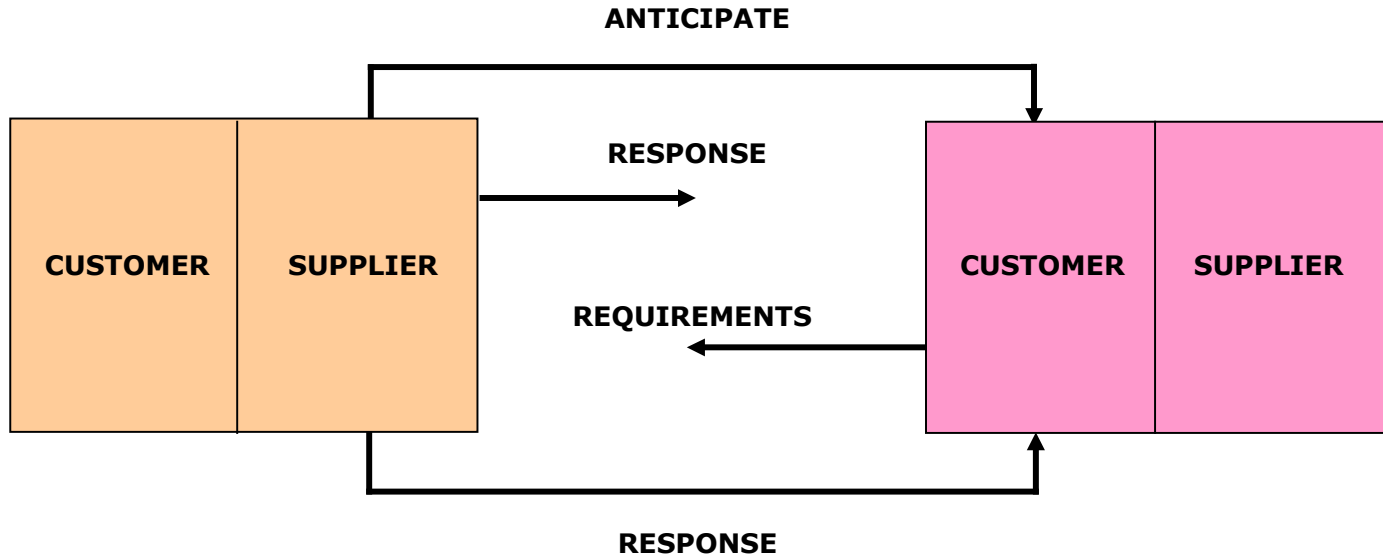 ANTICIPATE
RESPONSE
CUSTOMER
SUPPLIER
CUSTOMER
SUPPLIER
REQUIREMENTS
RESPONSE